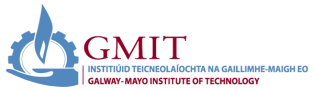 GMIT
INSTITIÚID TEICNEOLAÍOCHTA NA GAILLIMHE-MAIGH EO
GALWAY-MAYO INSTITUTE OF TECHNOLOGY